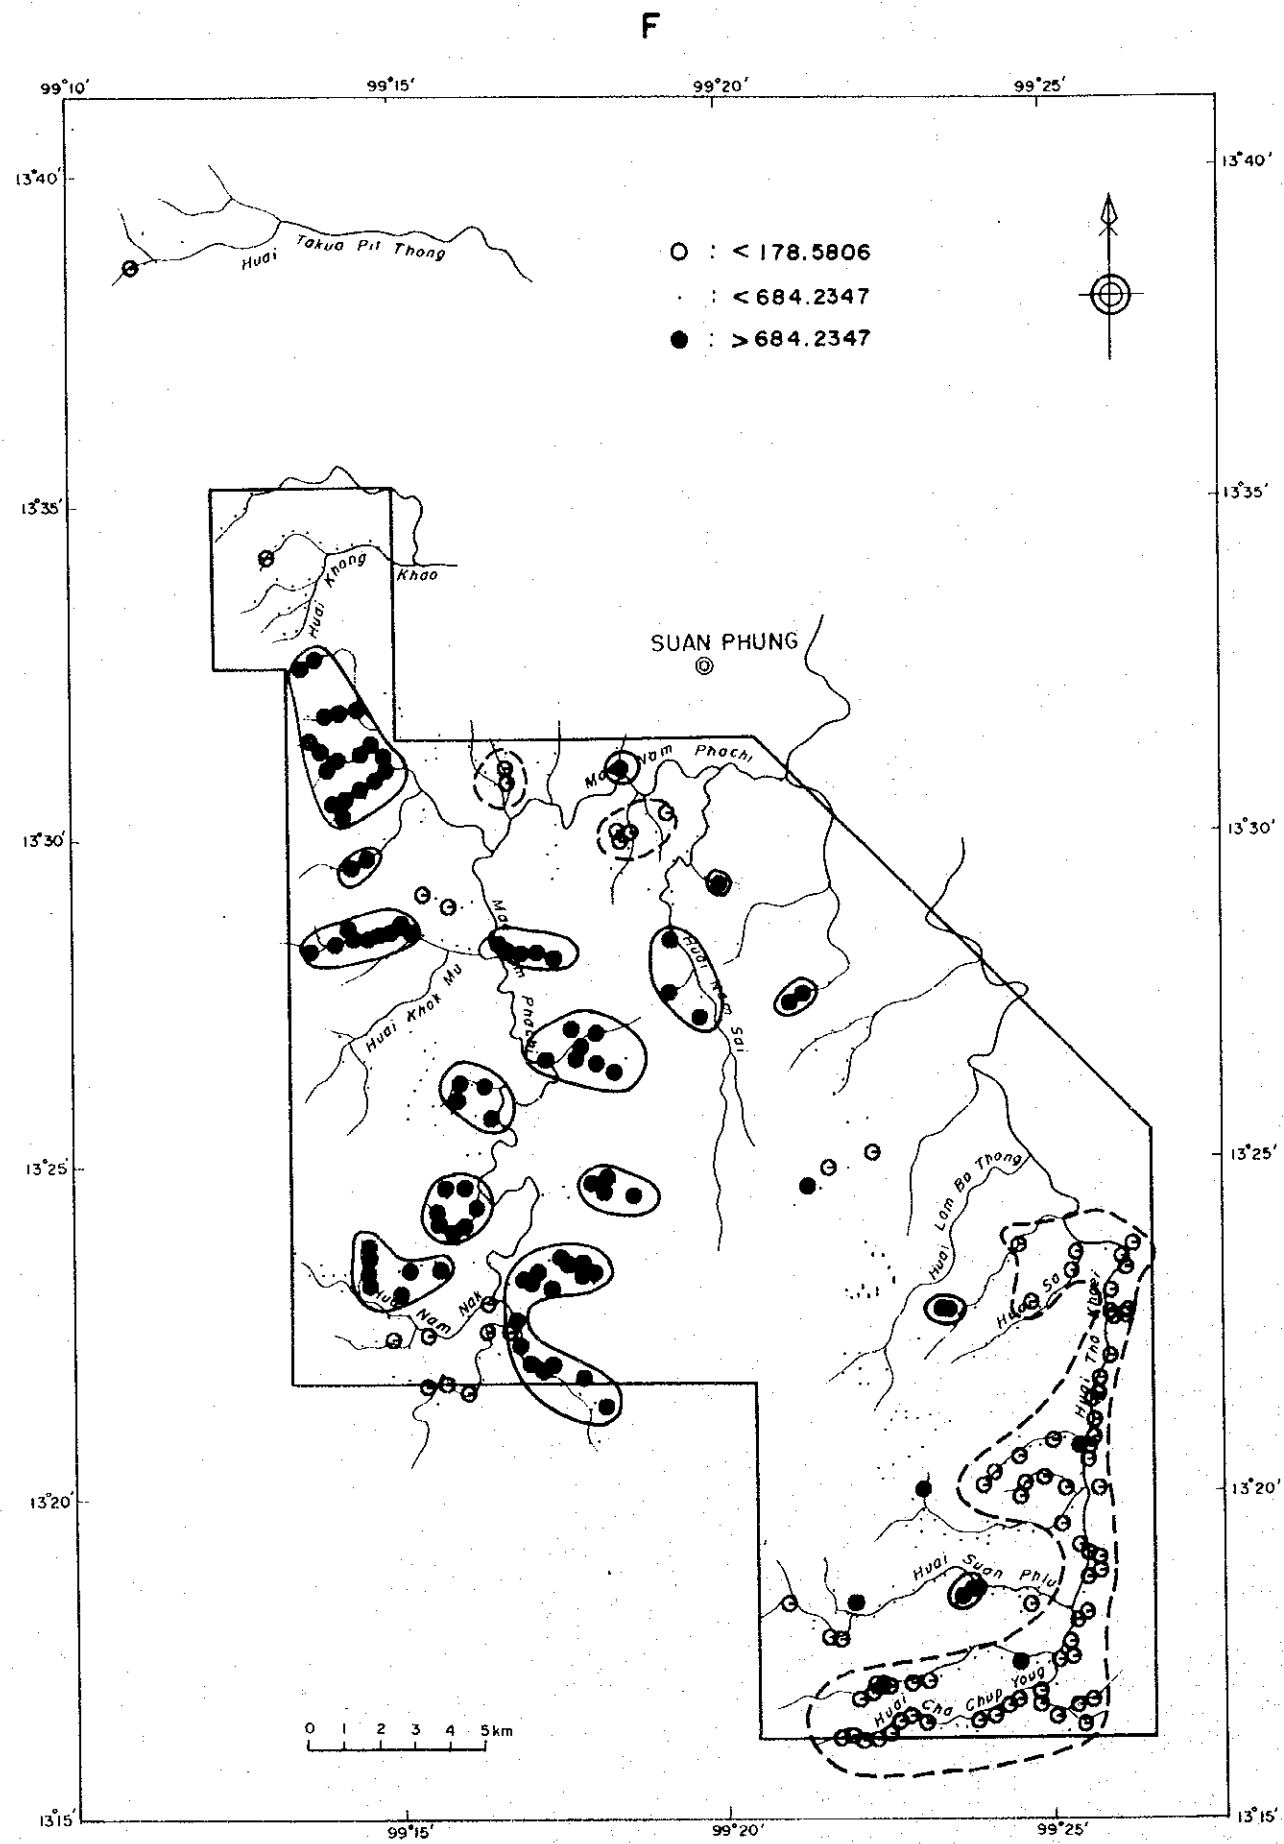 F
99°10′ 99°15′ 99°20′ 99°25′
13°40′ 13°40′
Huai Takua Pit Thong
○ : <178.5806
· : <684.2347
● : >684.2347
13°35′ 13°35′
Huai Khang Khao
SUAN PHUNG
Mae Nam Phachi
13°30′ 13°30′
Mae Nam Phachi
Huai Nam Sai
Huai Khok Mu
13°25′ 13°25′
Huai Lam Ba Thong
Huai Sa
Huai Tha Khoei
Huai Nam Nak
13°20′ 13°20′
Huai Suan Phlu
Huai Cha Chup Young
0 1 2 3 4 5km
13°15′ 13°15′
99°15′ 99°20′ 99°25′